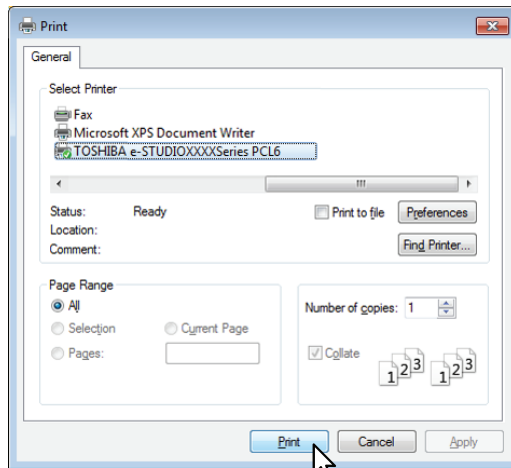 Print
General
Select Printer
Fax
Microsoft XPS Document Writer
TOSHIBA e-STUDIOXXXXSeries PCL6
Status: Ready
Print to file
Preferences
Location:
Comment:
Find Printer...
Page Range
All
Selection
Current Page
Pages:
Number of copies: 1
Collate
1 2 3 1 2 3
Print
Cancel
Apply